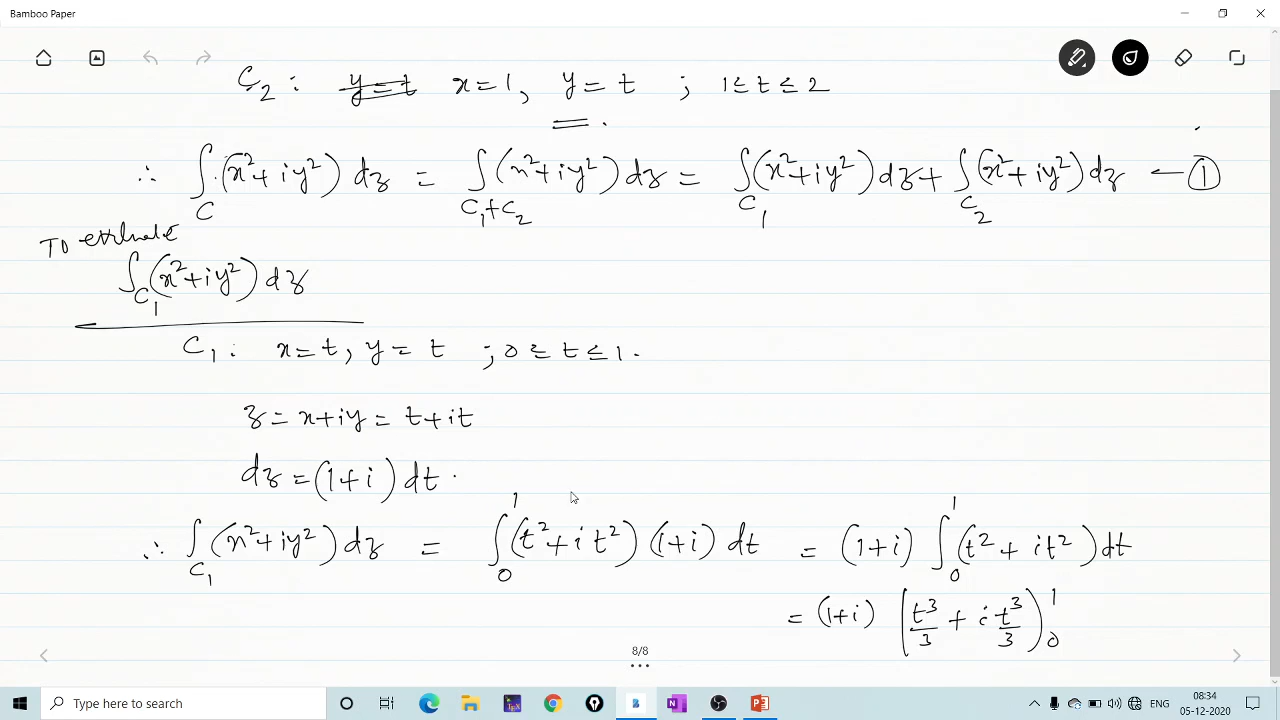 Bamboo Paper
C₂ : y = t x = 1, y = t ; 1 ≤ t ≤ 2
∴ ∫_C (x² + iy²) dz = ∫_{C₁+C₂} (x² + iy²) dz = ∫_{C₁} (x² + iy²) dz + ∫_{C₂} (x² + iy²) dz ← ①
To evaluate
∫_{C₁} (x² + iy²) dz
C₁ : x = t, y = t ; 0 ≤ t ≤ 1.
z = x + iy = t + it
dz = (1+i) dt.
∴ ∫_{C₁} (x² + iy²) dz = ∫₀¹ (t² + i t²) (1+i) dt = (1+i) ∫₀¹ (t² + it²) dt
= (1+i) (t³/3 + i t³/3)₀¹
8/8
Type here to search
ENG
08:34
05-12-2020